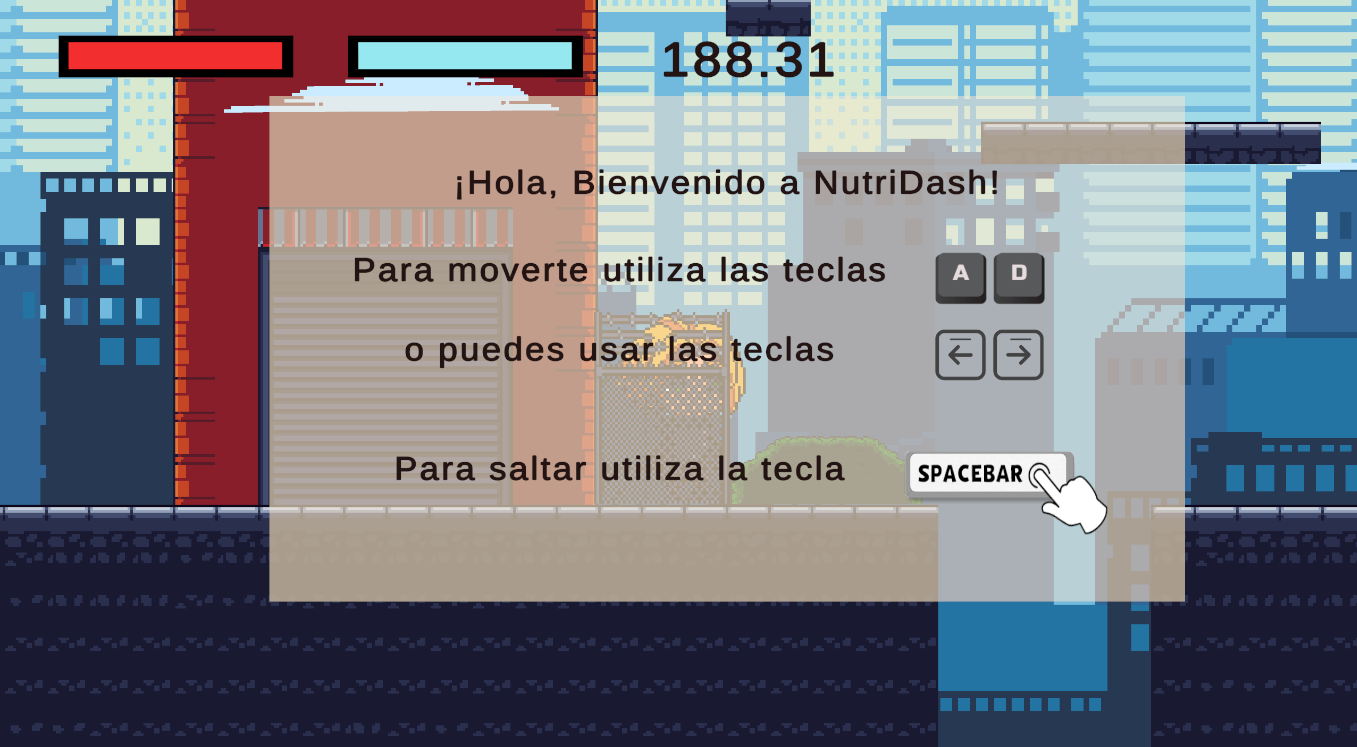 188.31
¡Hola, Bienvenido a NutriDash!
Para moverte utiliza las teclas A D
o puedes usar las teclas ← →
Para saltar utiliza la tecla SPACEBAR